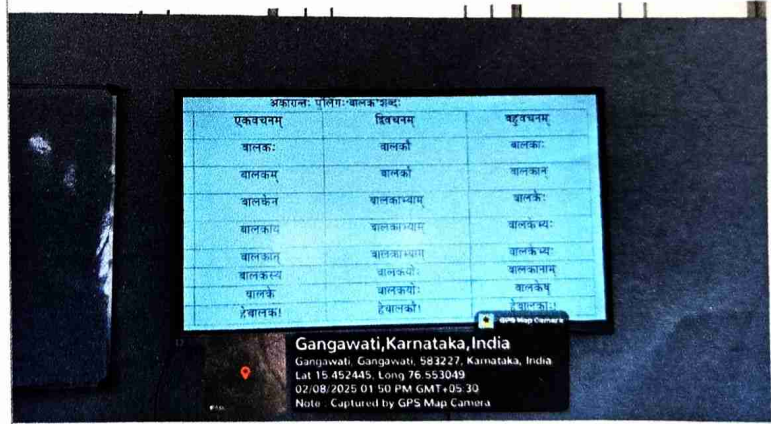 अकारान्तः पुलिंगः 'बालक' शब्दः
एकवचनम् द्विवचनम् बहुवचनम्
बालकः बालकौ बालकाः
बालकम् बालकौ बालकान्
बालकेन बालकाभ्याम् बालकैः
बालकाय बालकाभ्याम् बालकेभ्यः
बालकान् बालकाभ्याम् बालकेभ्यः
बालकस्य बालकयोः बालकानाम्
बालके बालकयोः बालकेषु
हेबालक! हेबालकौ! हेबालकाः!
GPS Map Camera
Gangawati,Karnataka,India
Gangawati, Gangawati, 583227, Karnataka, India
Lat 15.452445, Long 76.553049
02/08/2025 01:50 PM GMT+05:30
Note : Captured by GPS Map Camera